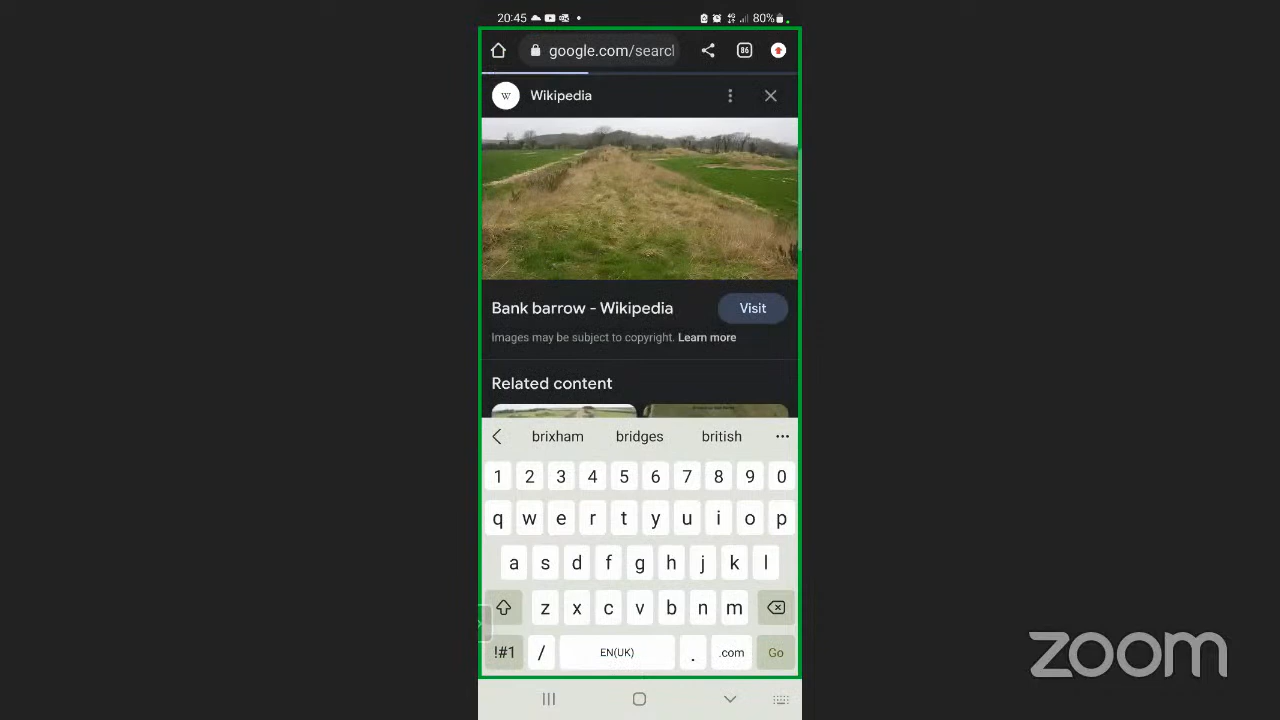 20:45
80%
google.com/searcl
86
W
Wikipedia
Bank barrow - Wikipedia
Visit
Images may be subject to copyright. Learn more
Related content
brixham bridges british
1 2 3 4 5 6 7 8 9 0
q w e r t y u i o p
a s d f g h j k l
z x c v b n m
!#1 / EN(UK) . .com Go
zoom